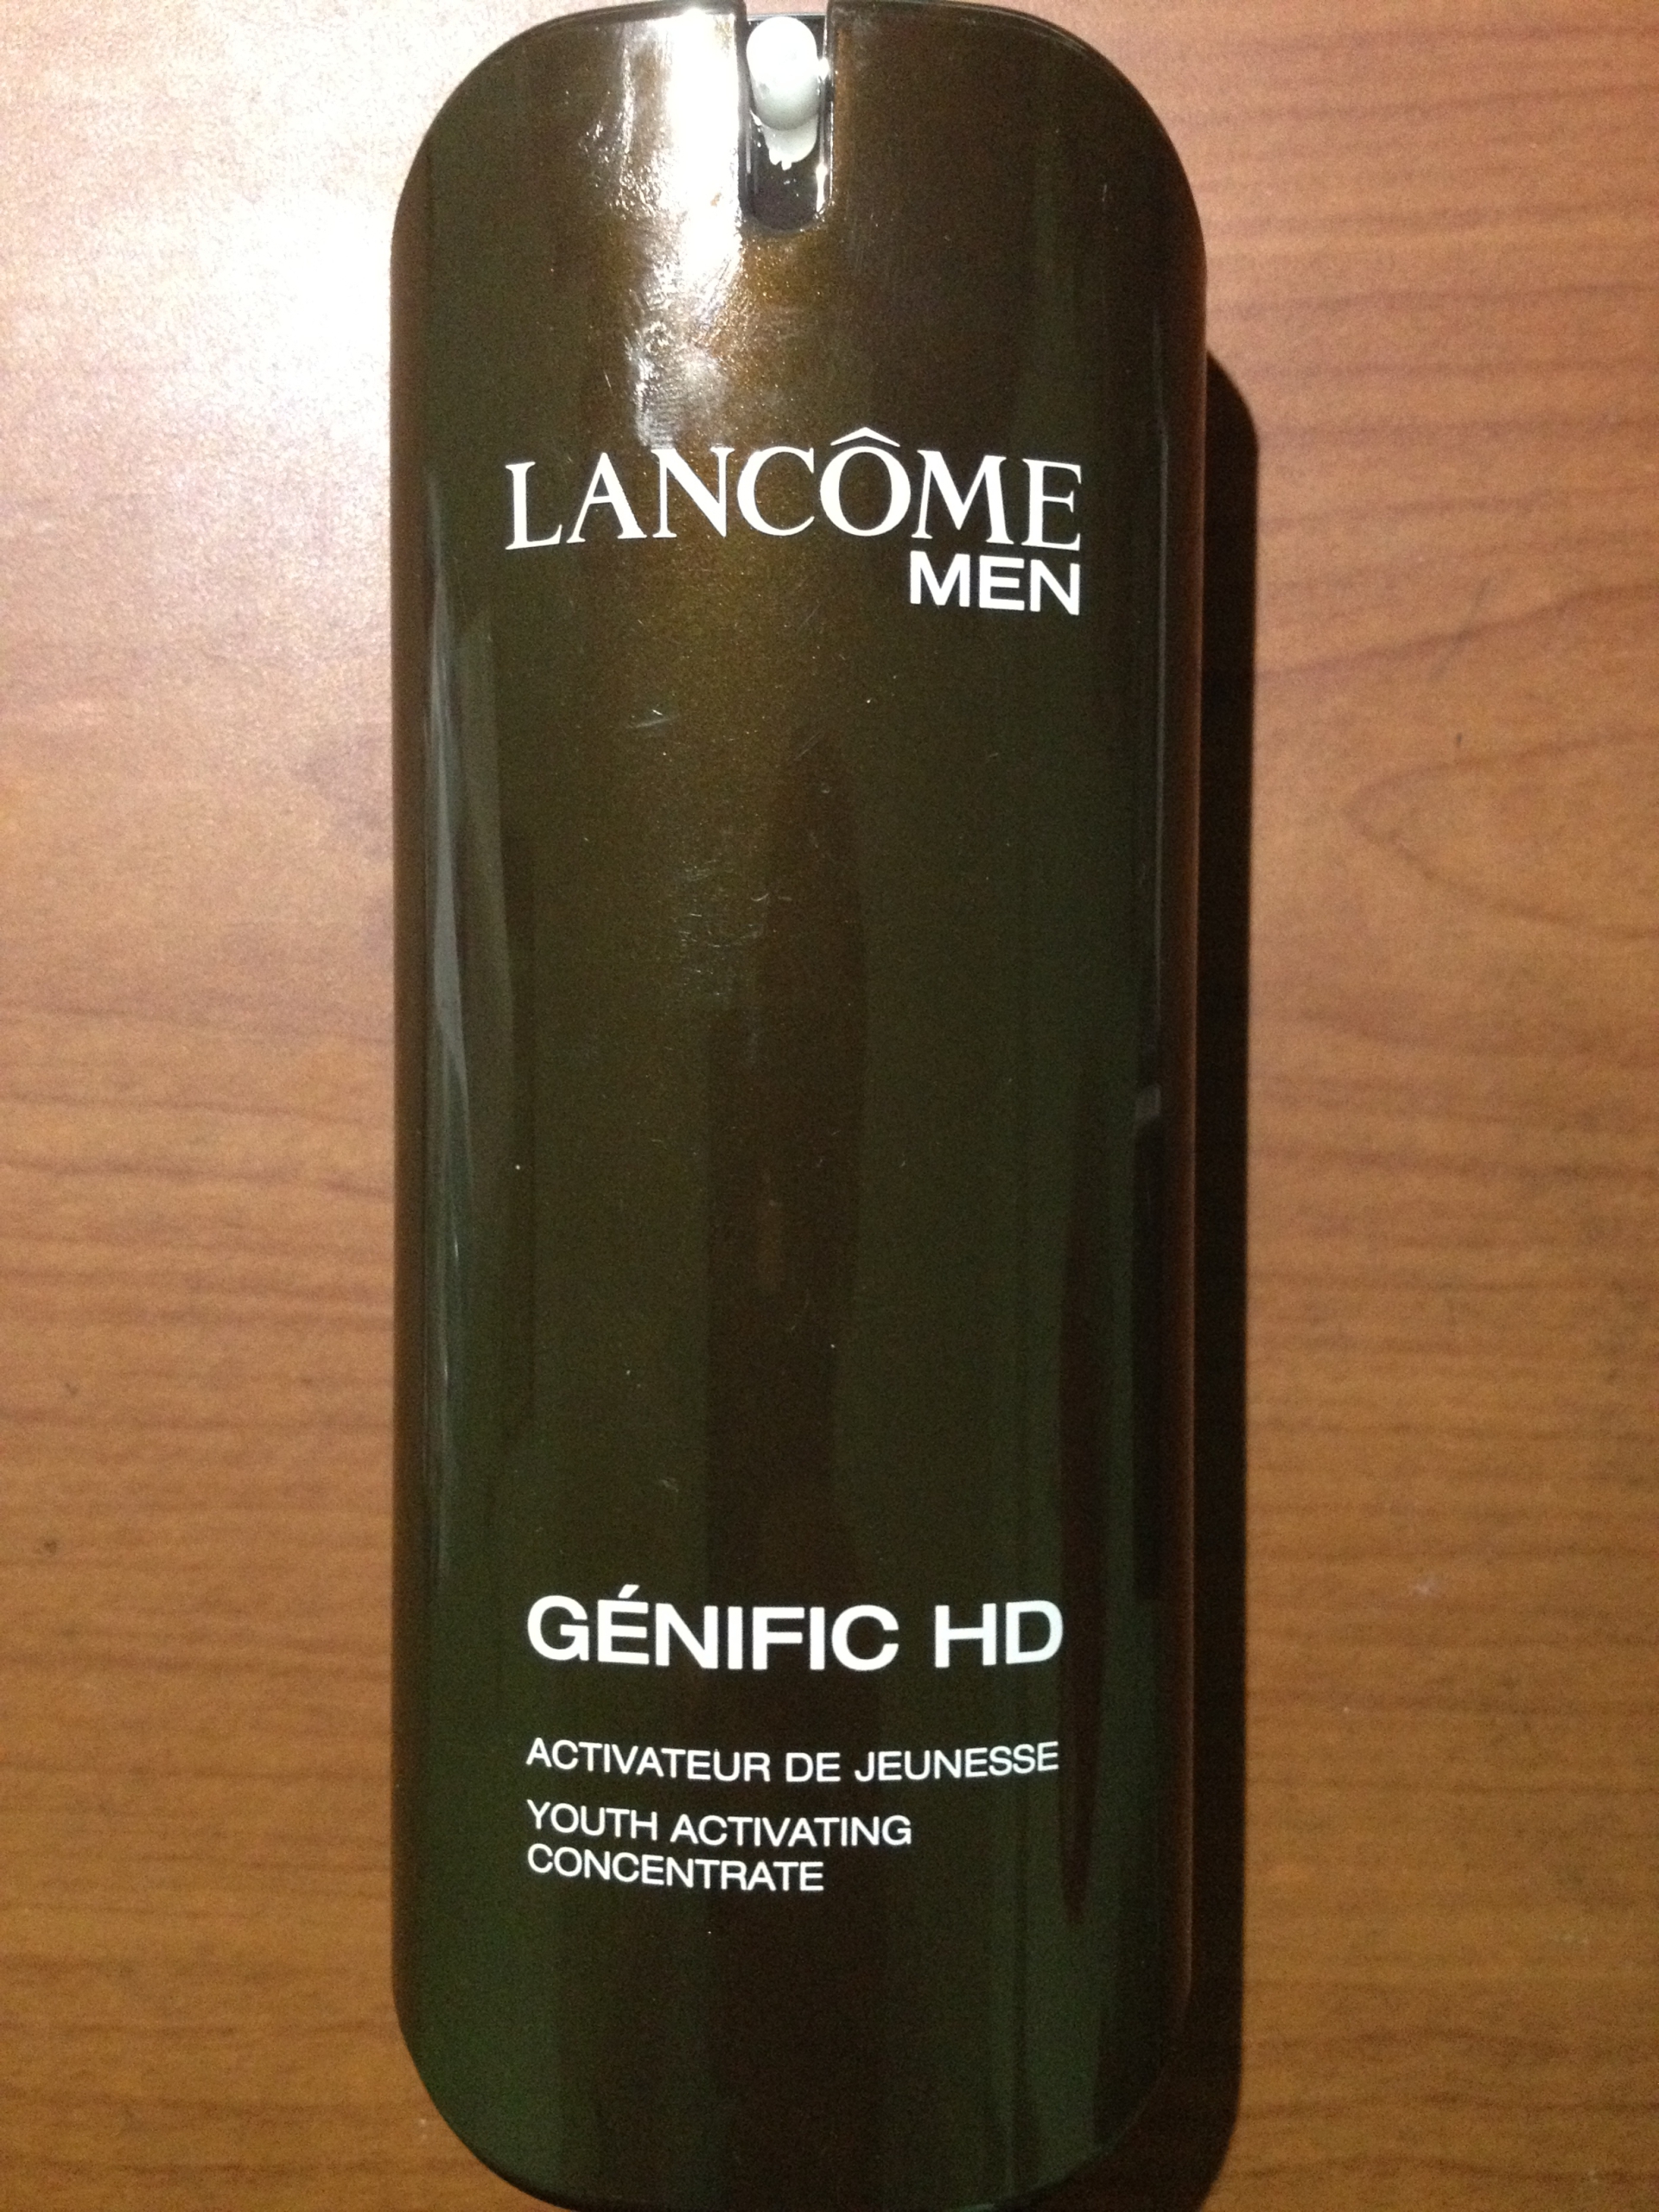 LANCÔME
MEN
GÉNIFIC HD
ACTIVATEUR DE JEUNESSE
YOUTH ACTIVATING
CONCENTRATE